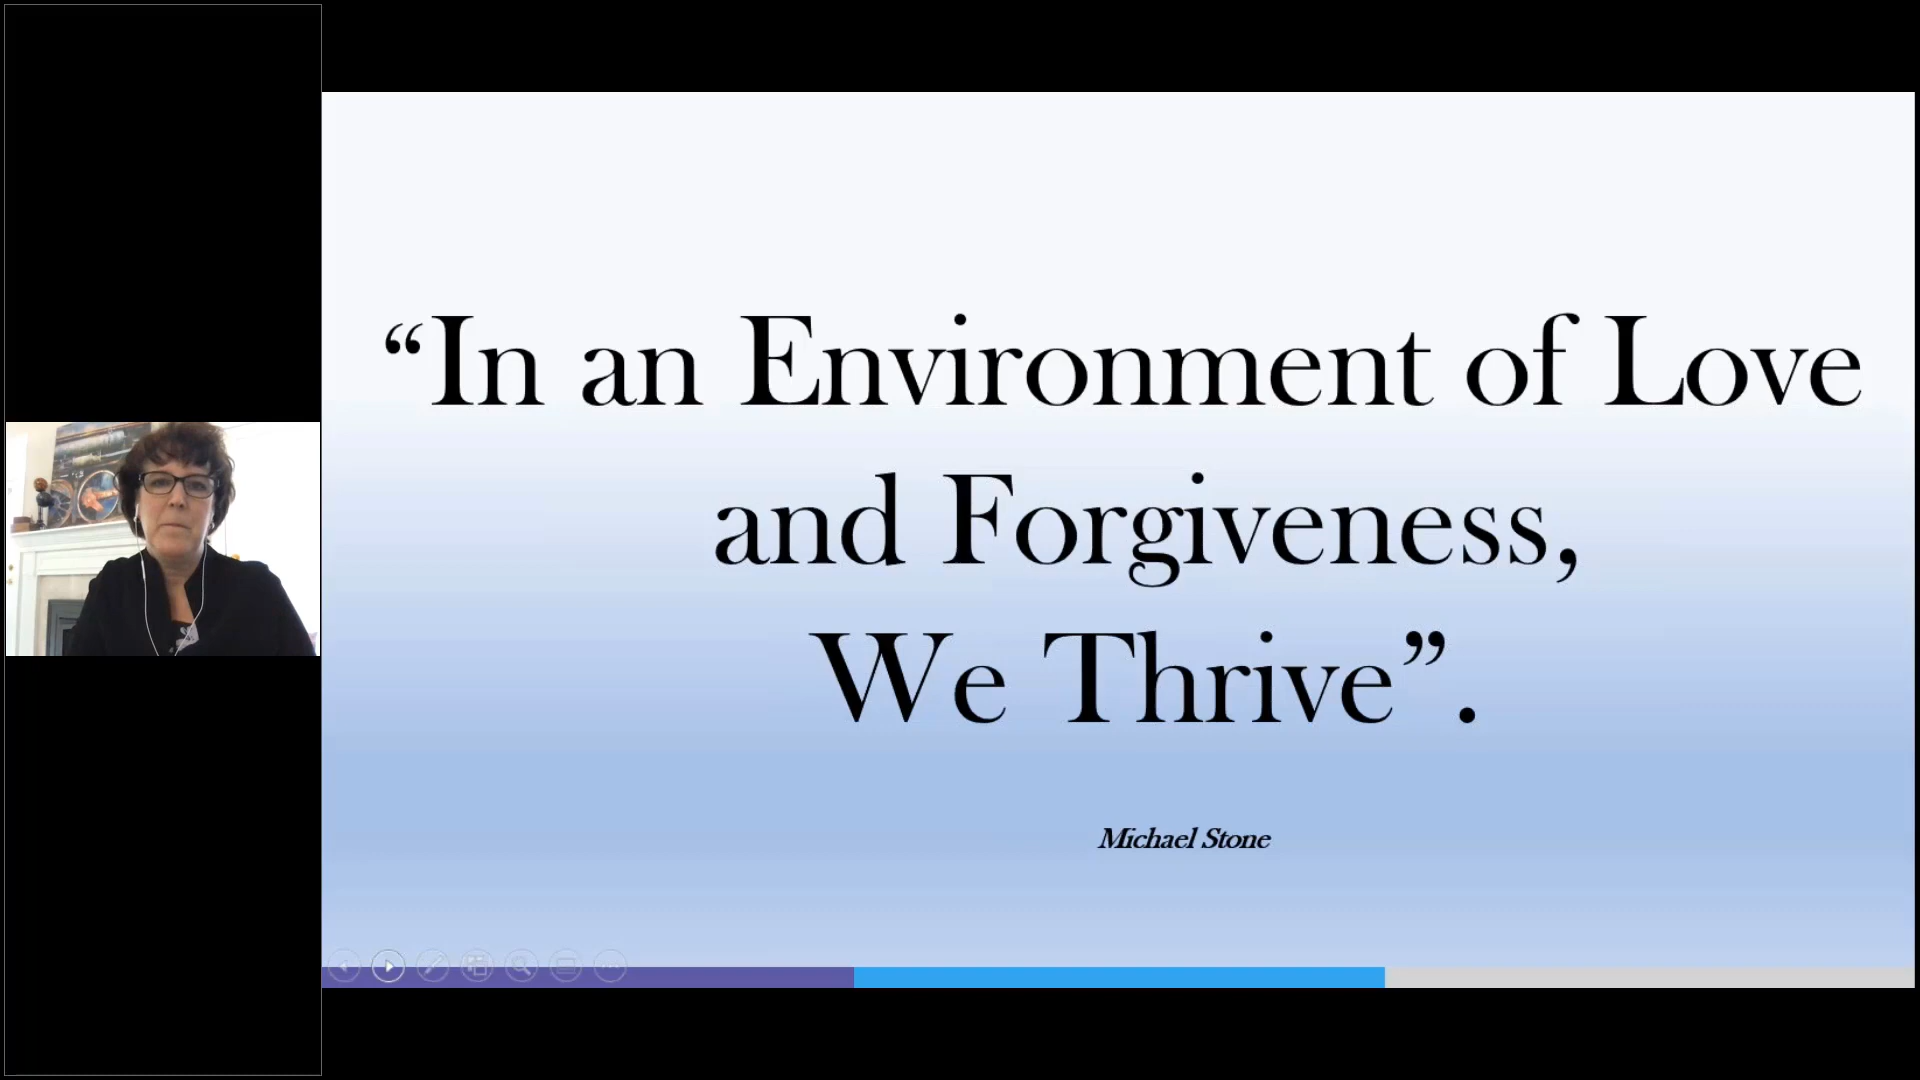 “In an Environment of Love
and Forgiveness,
We Thrive”.
Michael Stone